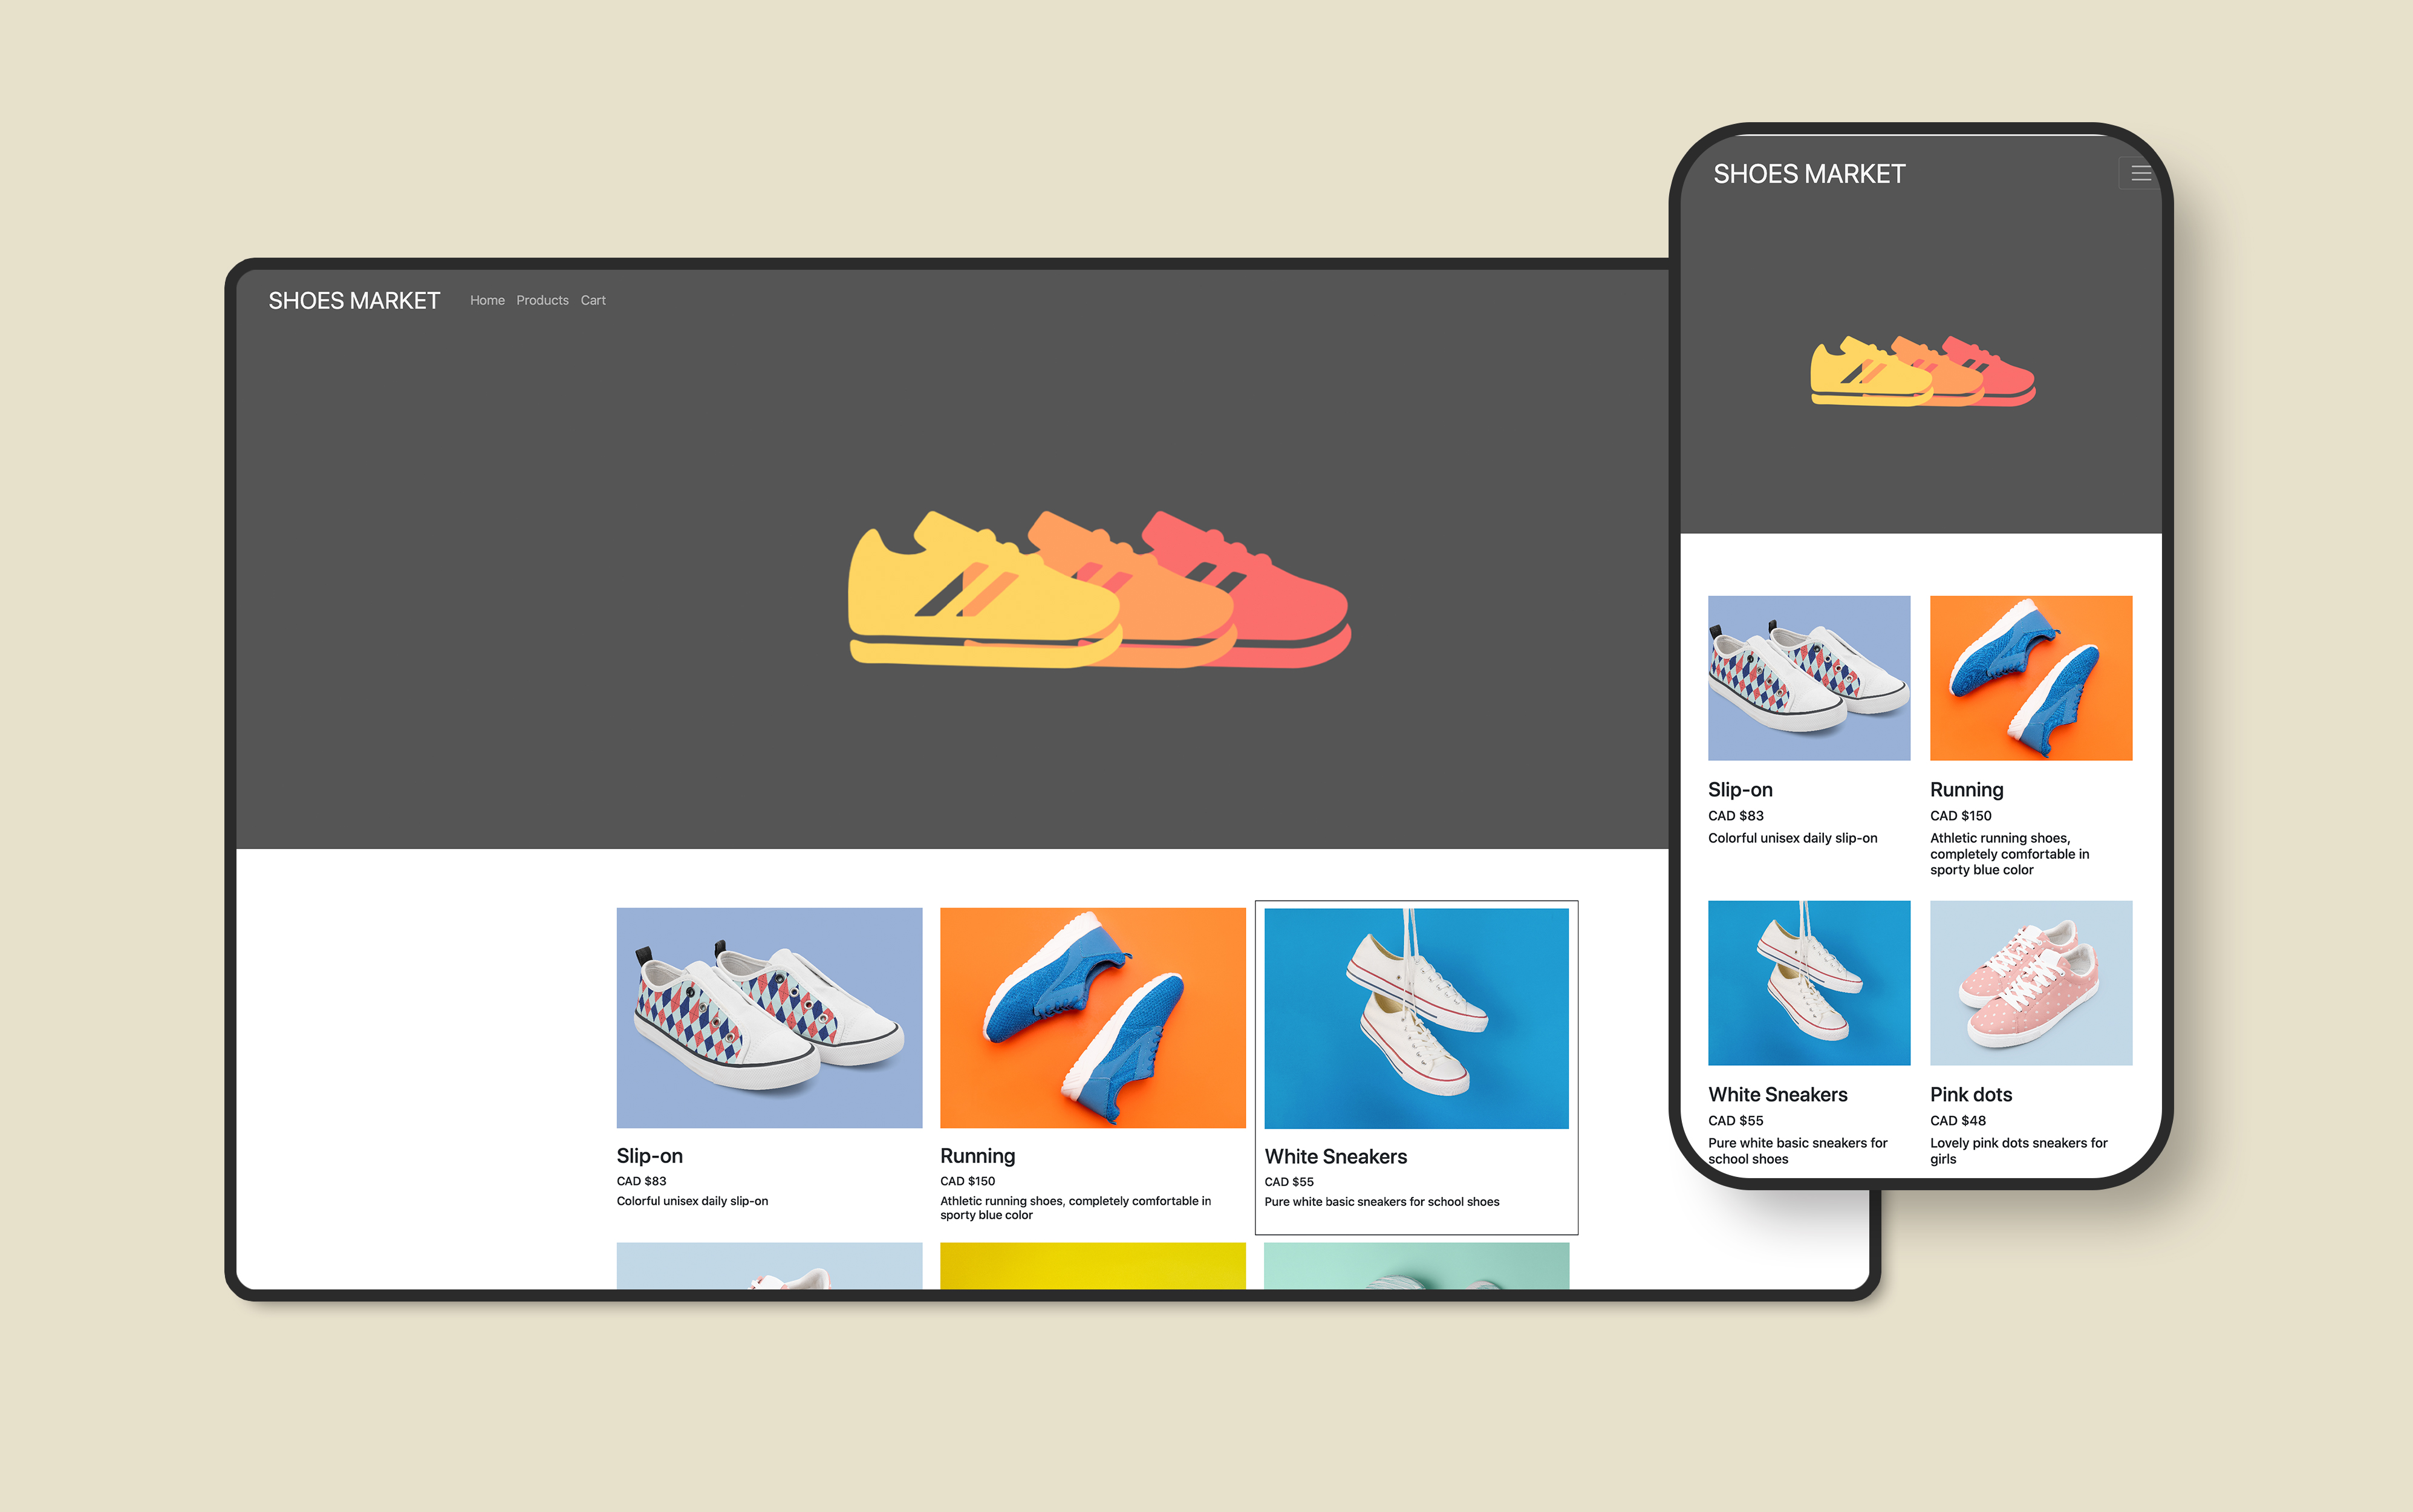 SHOES MARKET
Home Products Cart
Slip-on
CAD $83
Colorful unisex daily slip-on
Running
CAD $150
Athletic running shoes, completely comfortable in
sporty blue color
White Sneakers
CAD $55
Pure white basic sneakers for school shoes
SHOES MARKET
Slip-on
CAD $83
Colorful unisex daily slip-on
Running
CAD $150
Athletic running shoes,
completely comfortable in
sporty blue color
White Sneakers
CAD $55
Pure white basic sneakers for
school shoes
Pink dots
CAD $48
Lovely pink dots sneakers for
girls